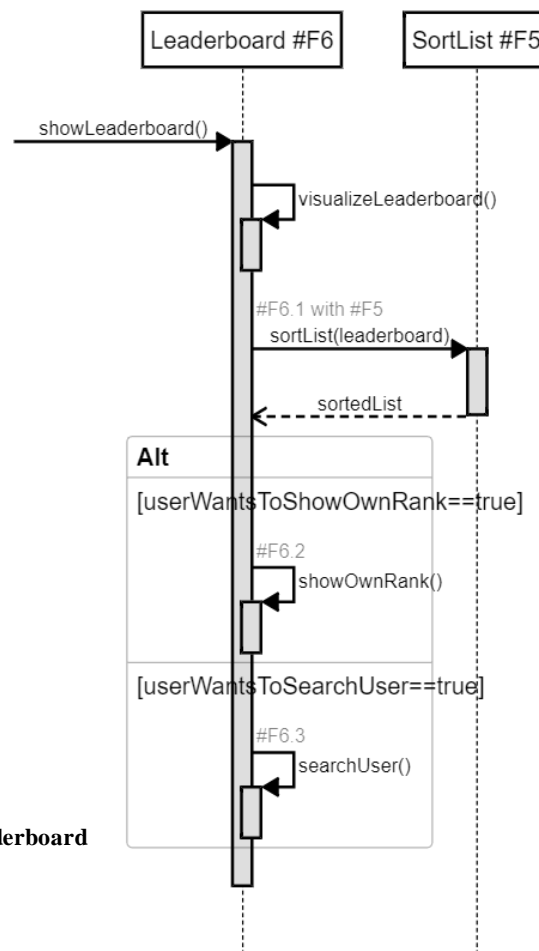 Leaderboard #F6
SortList #F5
showLeaderboard()
visualizeLeaderboard()
#F6.1 with #F5
sortList(leaderboard)
sortedList
Alt
[userWantsToShowOwnRank==true]
#F6.2
showOwnRank()
[userWantsToSearchUser==true]
#F6.3
searchUser()
derboard